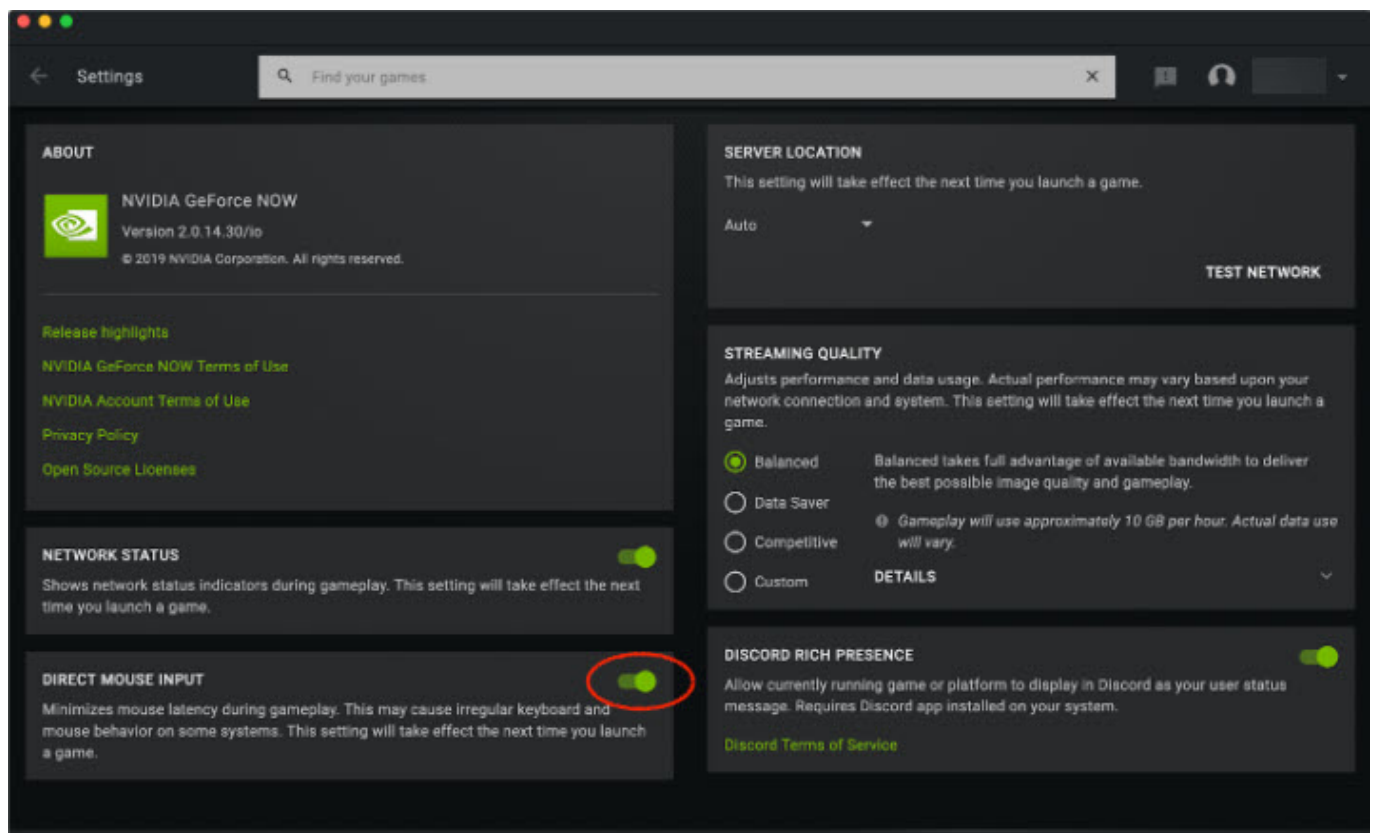 Settings
Find your games
ABOUT
NVIDIA GeForce NOW
Version 2.0.14.30/io
© 2019 NVIDIA Corporation. All rights reserved.
Release highlights
NVIDIA GeForce NOW Terms of Use
NVIDIA Account Terms of Use
Privacy Policy
Open Source Licenses
NETWORK STATUS
Shows network status indicators during gameplay. This setting will take effect the next
time you launch a game.
DIRECT MOUSE INPUT
Minimizes mouse latency during gameplay. This may cause irregular keyboard and
mouse behavior on some systems. This setting will take effect the next time you launch
a game.
SERVER LOCATION
This setting will take effect the next time you launch a game.
Auto
TEST NETWORK
STREAMING QUALITY
Adjusts performance and data usage. Actual performance may vary based upon your
network connection and system. This setting will take effect the next time you launch a
game.
Balanced
Data Saver
Competitive
Custom
Balanced takes full advantage of available bandwidth to deliver
the best possible image quality and gameplay.
Gameplay will use approximately 10 GB per hour. Actual data use
will vary.
DETAILS
DISCORD RICH PRESENCE
Allow currently running game or platform to display in Discord as your user status
message. Requires Discord app installed on your system.
Discord Terms of Service